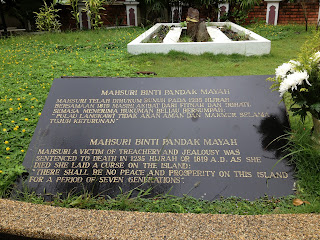 MAHSURI BINTI PANDAK MAYAH
MAHSURI TELAH DIHUKUM BUNUH PADA 1235 HIJRAH
BERSAMAAN 1819 MASIHI AKIBAT DARI FITNAH DAN IRIHATI.
SEMASA MENERIMA HUKUMAN BELIAU BERSUMPAH:
"PULAU LANGKAWI TIDAK AKAN AMAN DAN MAKMUR SELAMA
TUJUH KETURUNAN".
MAHSURI BINTI PANDAK MAYAH
MAHSURI A VICTIM OF TREACHERY AND JEALOUSY WAS
SENTENCED TO DEATH IN 1235 HIJRAH OR 1819 A.D. AS SHE
DIED SHE LAID A CURSE ON THE ISLAND:
"THERE SHALL BE NO PEACE AND PROSPERITY ON THIS ISLAND
FOR A PERIOD OF SEVEN GENERATIONS"